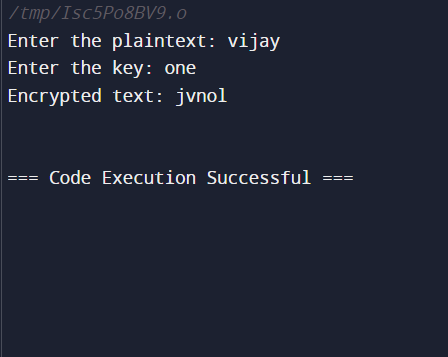 /tmp/Isc5Po8BV9.o
Enter the plaintext: vijay
Enter the key: one
Encrypted text: jvnol
=== Code Execution Successful ===